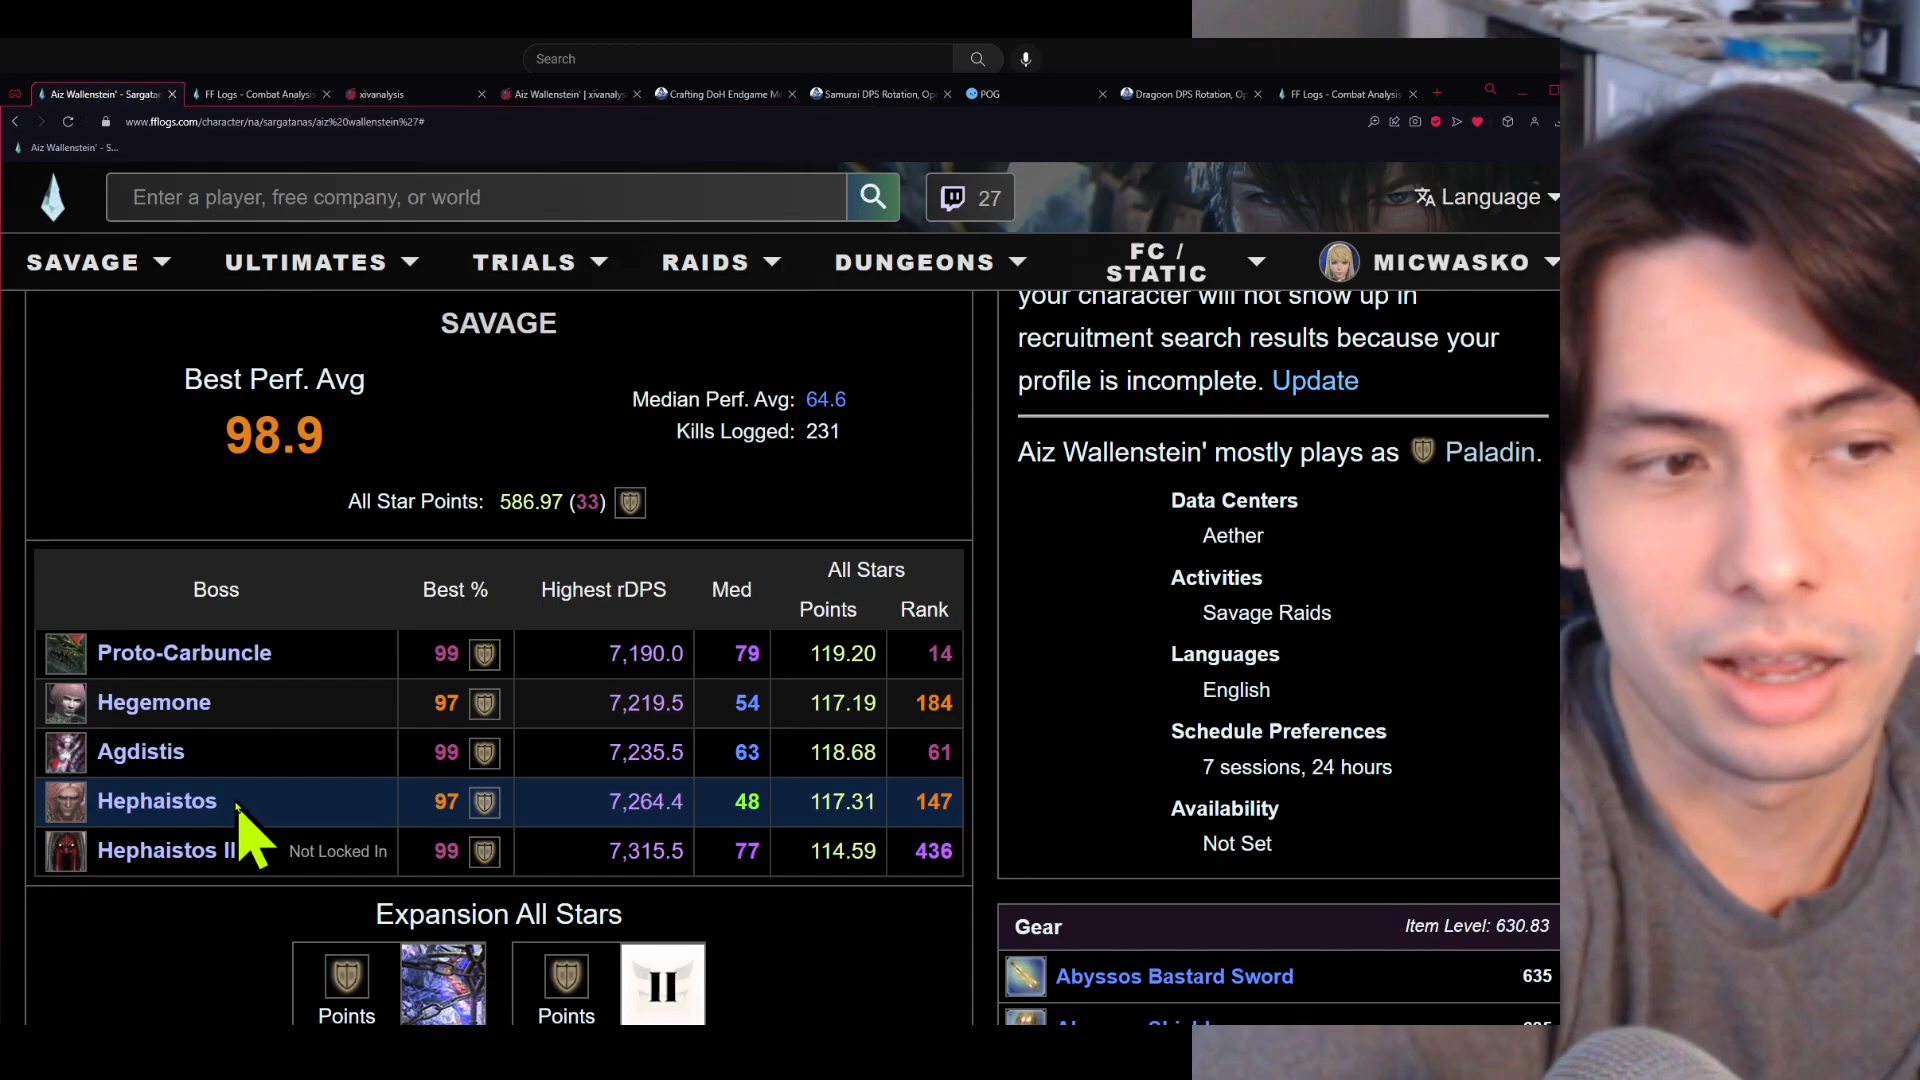 Search
Aiz Wallenstein' - Sargata
FF Logs - Combat Analysis
xivanalysis
Aiz Wallenstein' | xivanaly
Crafting DoH Endgame M
Samurai DPS Rotation, Op
POG
Dragoon DPS Rotation, Op
FF Logs - Combat Analysis
www.fflogs.com/character/na/sargatanas/aiz%20wallenstein%27#
Aiz Wallenstein' - S...
Enter a player, free company, or world
27
Language
SAVAGE
ULTIMATES
TRIALS
RAIDS
DUNGEONS
FC /
STATIC
MICWASKO
SAVAGE
Best Perf. Avg
98.9
Median Perf. Avg: 64.6
Kills Logged: 231
All Star Points: 586.97 (33)
Boss Best % Highest rDPS Med All Stars
Points Rank
Proto-Carbuncle 99 7,190.0 79 119.20 14
Hegemone 97 7,219.5 54 117.19 184
Agdistis 99 7,235.5 63 118.68 61
Hephaistos 97 7,264.4 48 117.31 147
Hephaistos II Not Locked In 99 7,315.5 77 114.59 436
Expansion All Stars
Points
Points
II
your character will not show up in
recruitment search results because your
profile is incomplete. Update
Aiz Wallenstein' mostly plays as Paladin.
Data Centers
Aether
Activities
Savage Raids
Languages
English
Schedule Preferences
7 sessions, 24 hours
Availability
Not Set
Gear Item Level: 630.83
Abyssos Bastard Sword 635